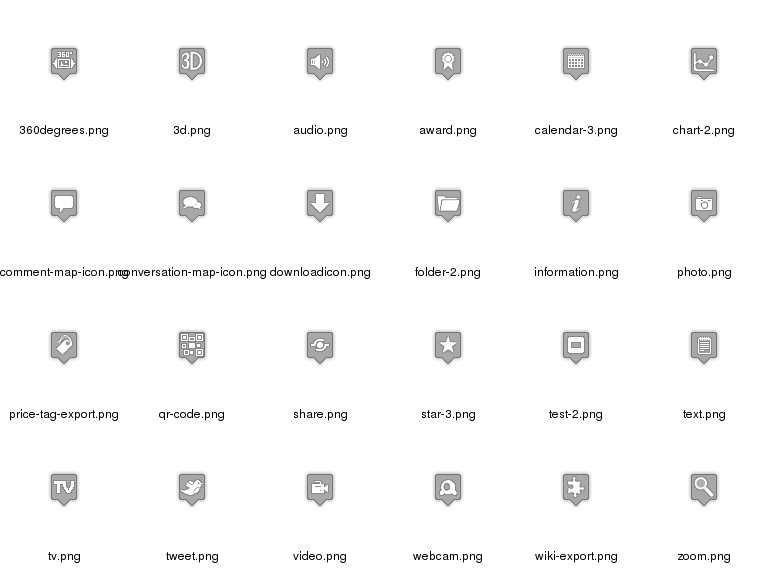 360°
3D
360degrees.png 3d.png audio.png award.png calendar-3.png chart-2.png
i
comment-map-icon.png conversation-map-icon.png downloadicon.png folder-2.png information.png photo.png
price-tag-export.png qr-code.png share.png star-3.png test-2.png text.png
TV
tv.png tweet.png video.png webcam.png wiki-export.png zoom.png